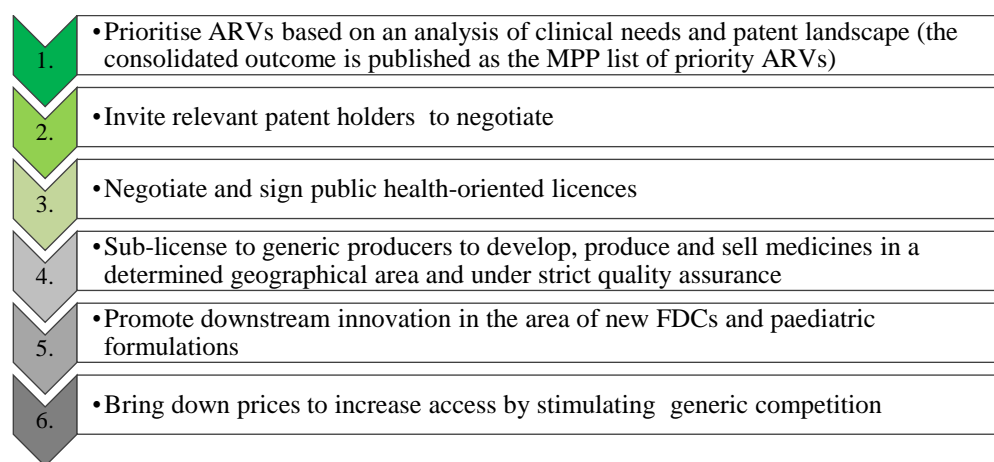 1.
•Prioritise ARVs based on an analysis of clinical needs and patent landscape (the
consolidated outcome is published as the MPP list of priority ARVs)
2.
•Invite relevant patent holders to negotiate
3.
•Negotiate and sign public health-oriented licences
4.
•Sub-license to generic producers to develop, produce and sell medicines in a
determined geographical area and under strict quality assurance
5.
•Promote downstream innovation in the area of new FDCs and paediatric
formulations
6.
•Bring down prices to increase access by stimulating generic competition